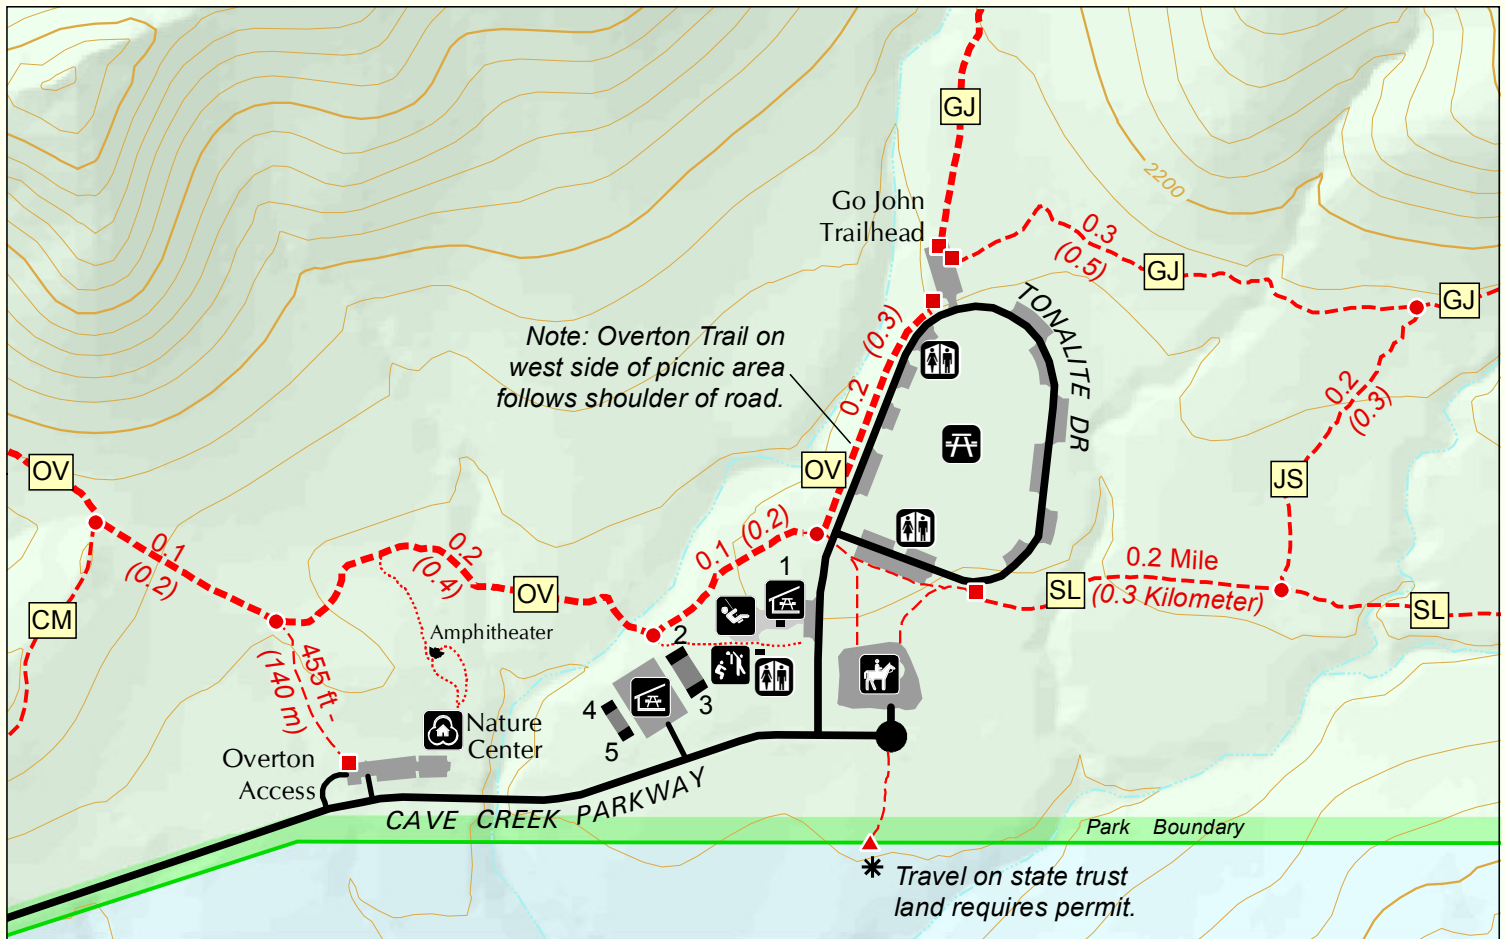 GJ
2200
Go John
Trailhead
0.3
(0.5)
GJ
GJ
TONALITE DR
Note: Overton Trail on
west side of picnic area
follows shoulder of road.
0.2
(0.3)
0.2
(0.3)
OV
OV
JS
0.1
(0.2)
0.2
(0.4)
OV
0.1 (0.2)
1
0.2 Mile
(0.3 Kilometer)
SL
SL
CM
Amphitheater
2
3
4
5
455 ft -
(140 m)
Nature
Center
Overton
Access
CAVE CREEK PARKWAY
Park Boundary
* Travel on state trust
land requires permit.